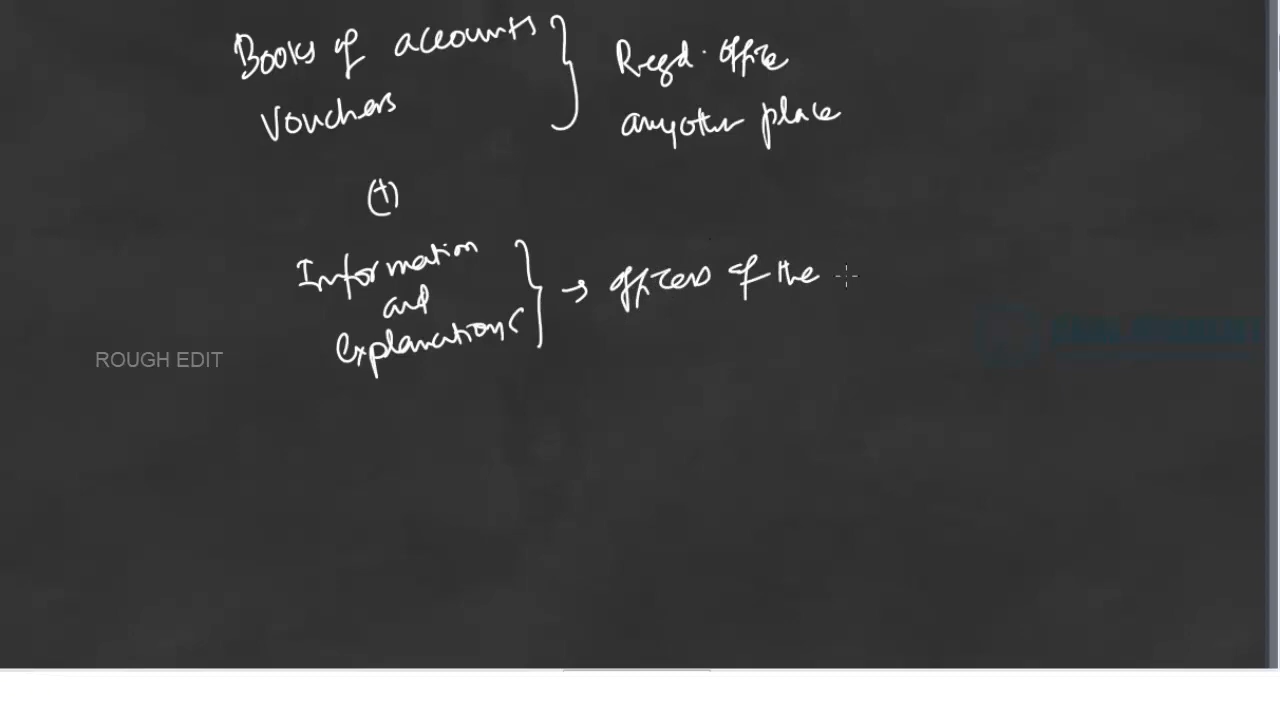 Books of accounts
Vouchers
Regd. office
any other place
(+)
Information
and
explanations
→ officers of the
ROUGH EDIT